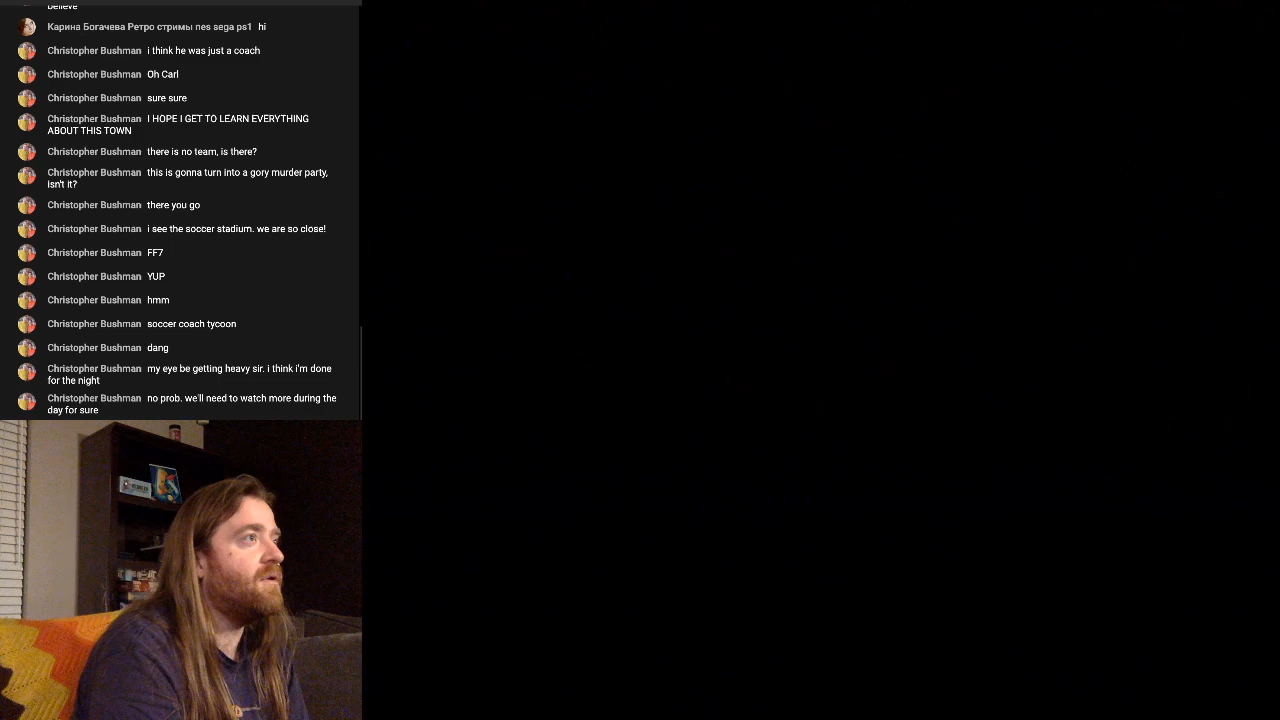 believe
Карина Богачева Ретро стримы nes sega ps1 hi
Christopher Bushman i think he was just a coach
Christopher Bushman Oh Carl
Christopher Bushman sure sure
Christopher Bushman I HOPE I GET TO LEARN EVERYTHING
ABOUT THIS TOWN
Christopher Bushman there is no team, is there?
Christopher Bushman this is gonna turn into a gory murder party,
isn't it?
Christopher Bushman there you go
Christopher Bushman i see the soccer stadium. we are so close!
Christopher Bushman FF7
Christopher Bushman YUP
Christopher Bushman hmm
Christopher Bushman soccer coach tycoon
Christopher Bushman dang
Christopher Bushman my eye be getting heavy sir. i think i'm done
for the night
Christopher Bushman no prob. we'll need to watch more during the
day for sure